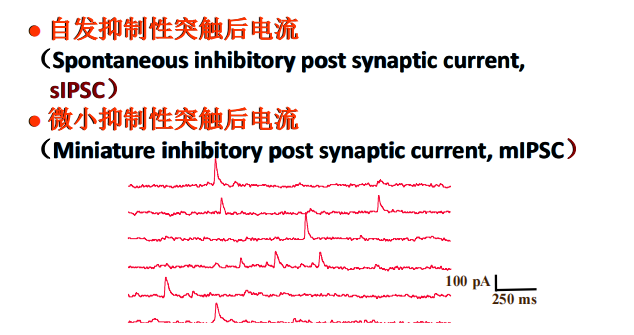 ● 自发抑制性突触后电流
（Spontaneous inhibitory post synaptic current,
sIPSC）
● 微小抑制性突触后电流
（Miniature inhibitory post synaptic current, mIPSC）
100 pA
250 ms